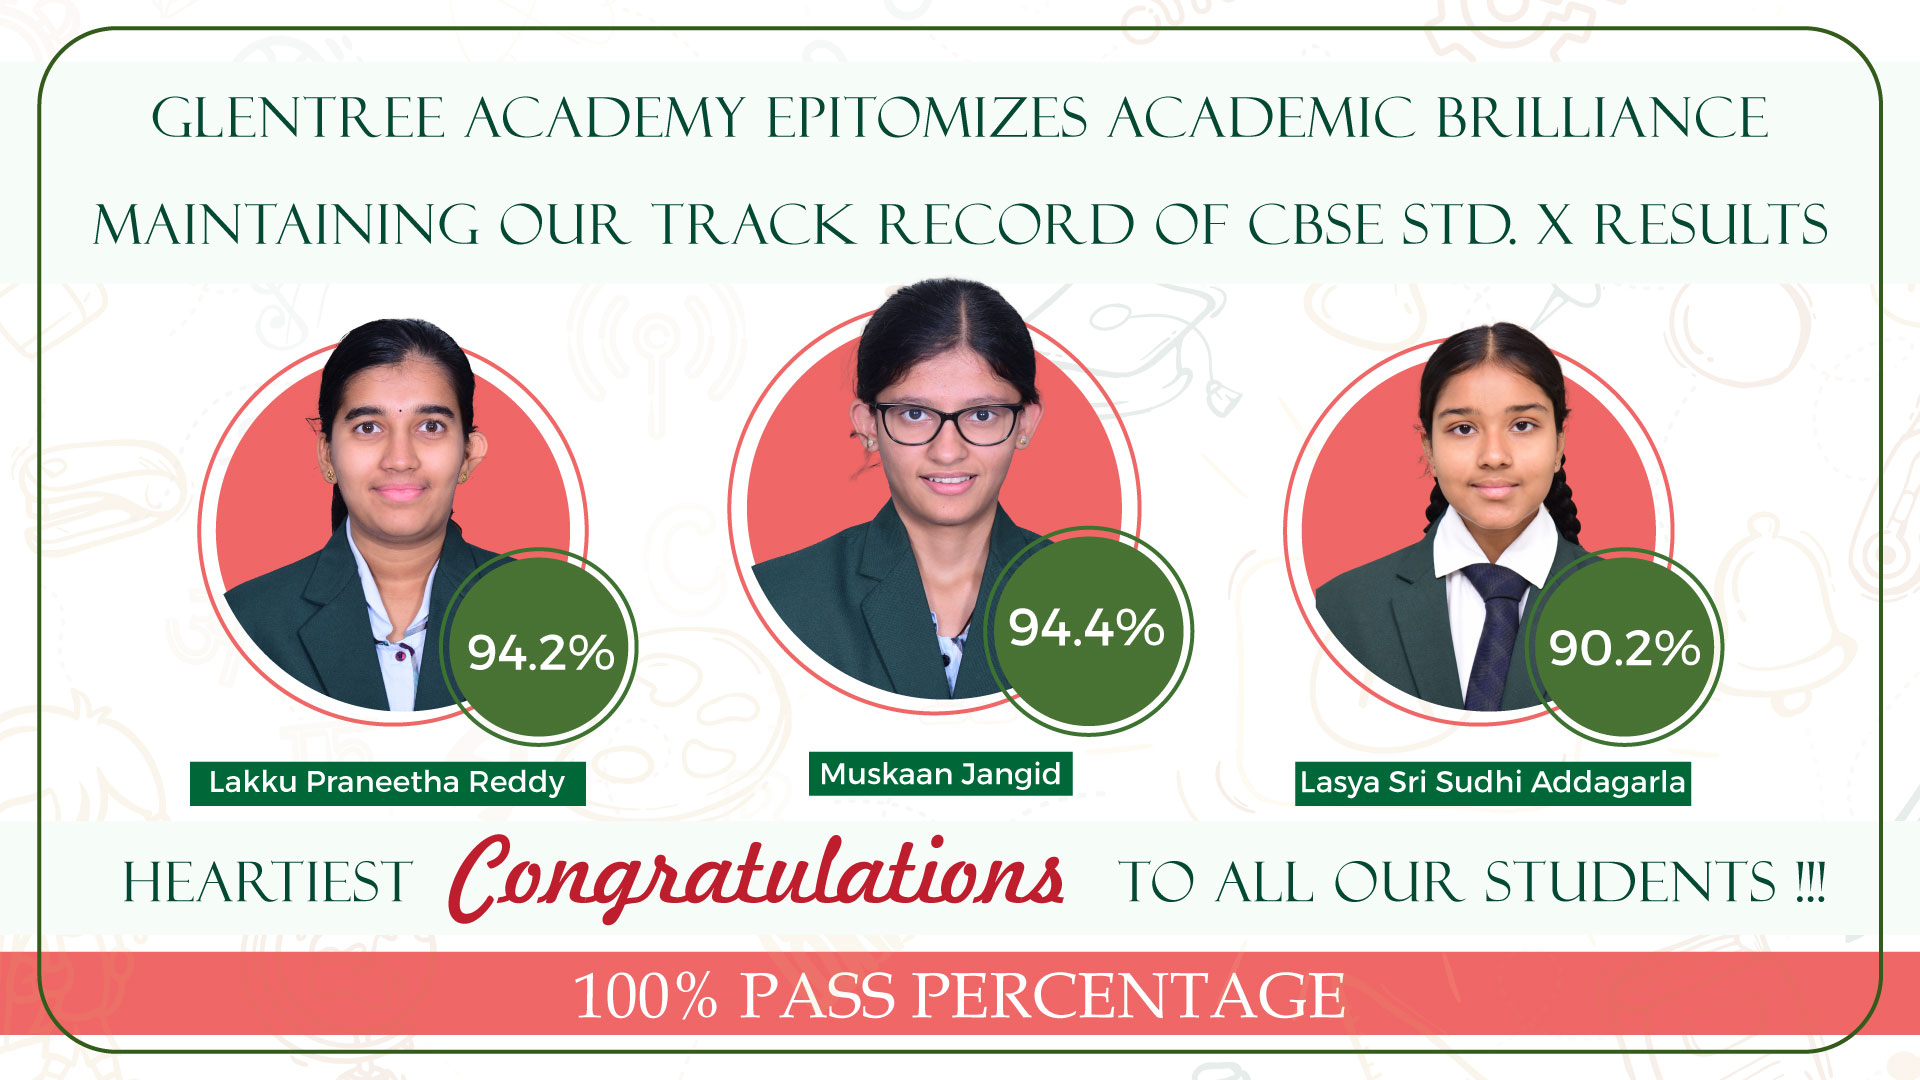 GLENTREE ACADEMY EPITOMIZES ACADEMIC BRILLIANCE
MAINTAINING OUR TRACK RECORD OF CBSE STD. X RESULTS
94.2%
94.4%
90.2%
Lakku Praneetha Reddy
Muskaan Jangid
Lasya Sri Sudhi Addagarla
HEARTIEST Congratulations TO ALL OUR STUDENTS !!!
100% PASS PERCENTAGE